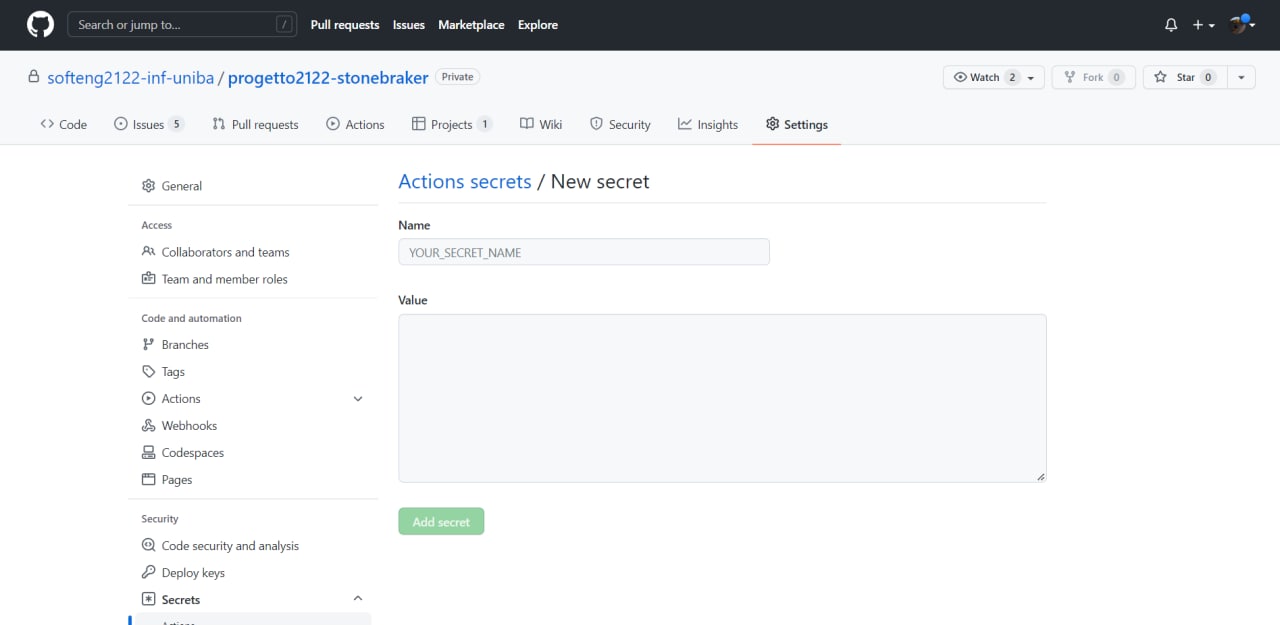 Search or jump to... /
Pull requests Issues Marketplace Explore
softeng2122-inf-uniba / progetto2122-stonebraker Private
Watch 2 Fork 0 Star 0
Code Issues 5 Pull requests Actions Projects 1 Wiki Security Insights Settings
General
Access
Collaborators and teams
Team and member roles
Code and automation
Branches
Tags
Actions
Webhooks
Codespaces
Pages
Security
Code security and analysis
Deploy keys
Secrets
Actions
Actions secrets / New secret
Name
YOUR_SECRET_NAME
Value
Add secret